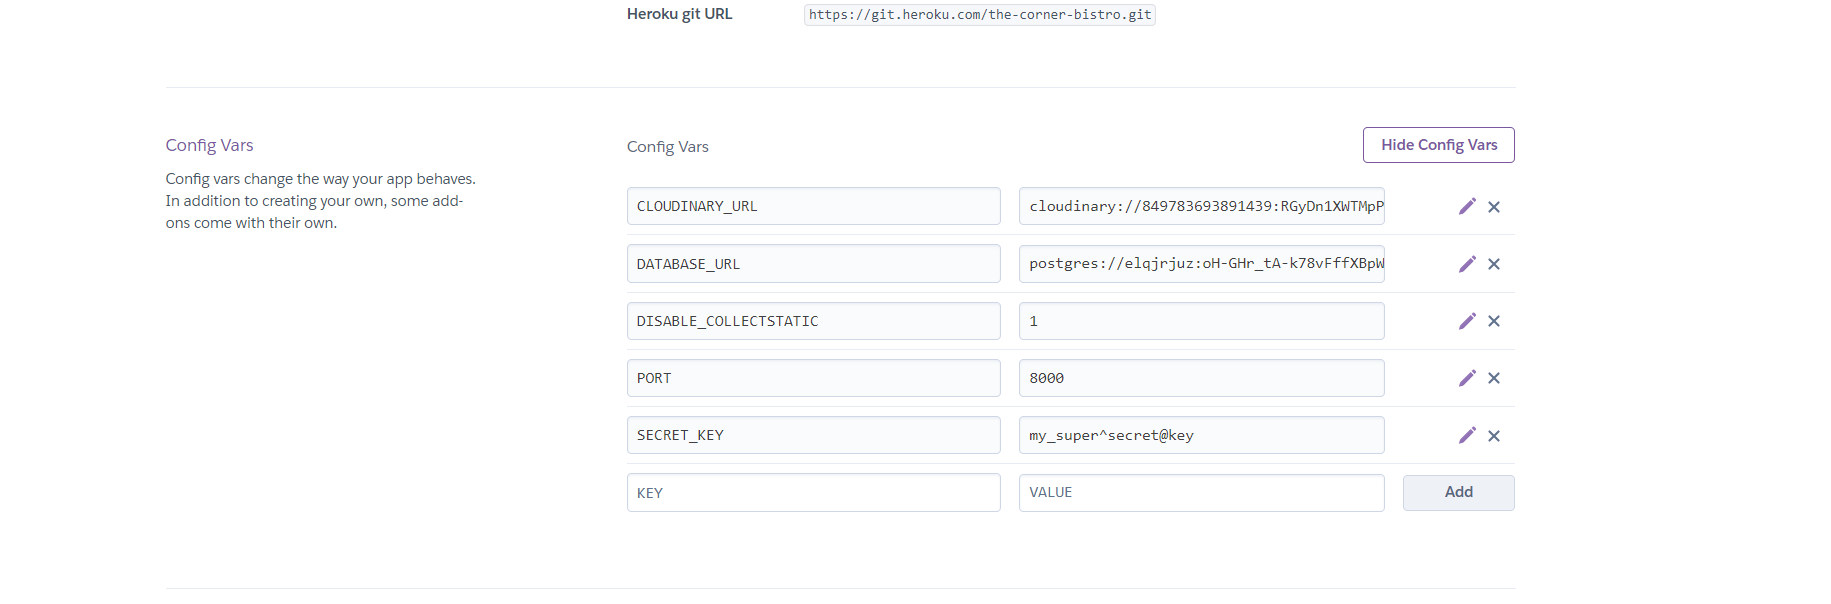 Heroku git URL https://git.heroku.com/the-corner-bistro.git
Config Vars
Config vars change the way your app behaves.
In addition to creating your own, some add-
ons come with their own.
Config Vars Hide Config Vars
CLOUDINARY_URL cloudinary://849783693891439:RGyDn1XWTMpP
DATABASE_URL postgres://elqjrjuz:oH-GHr_tA-k78vFffXBpW
DISABLE_COLLECTSTATIC 1
PORT 8000
SECRET_KEY my_super^secret@key
KEY VALUE Add